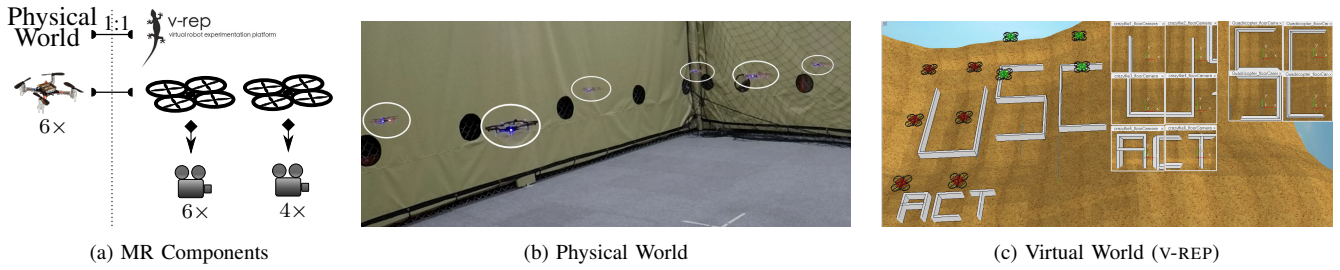 Physical
World
1:1
v-rep
virtual robot experimentation platform
6×
6×
4×
(a) MR Components
(b) Physical World
USC
ACT
ACT
(c) Virtual World (V-REP)